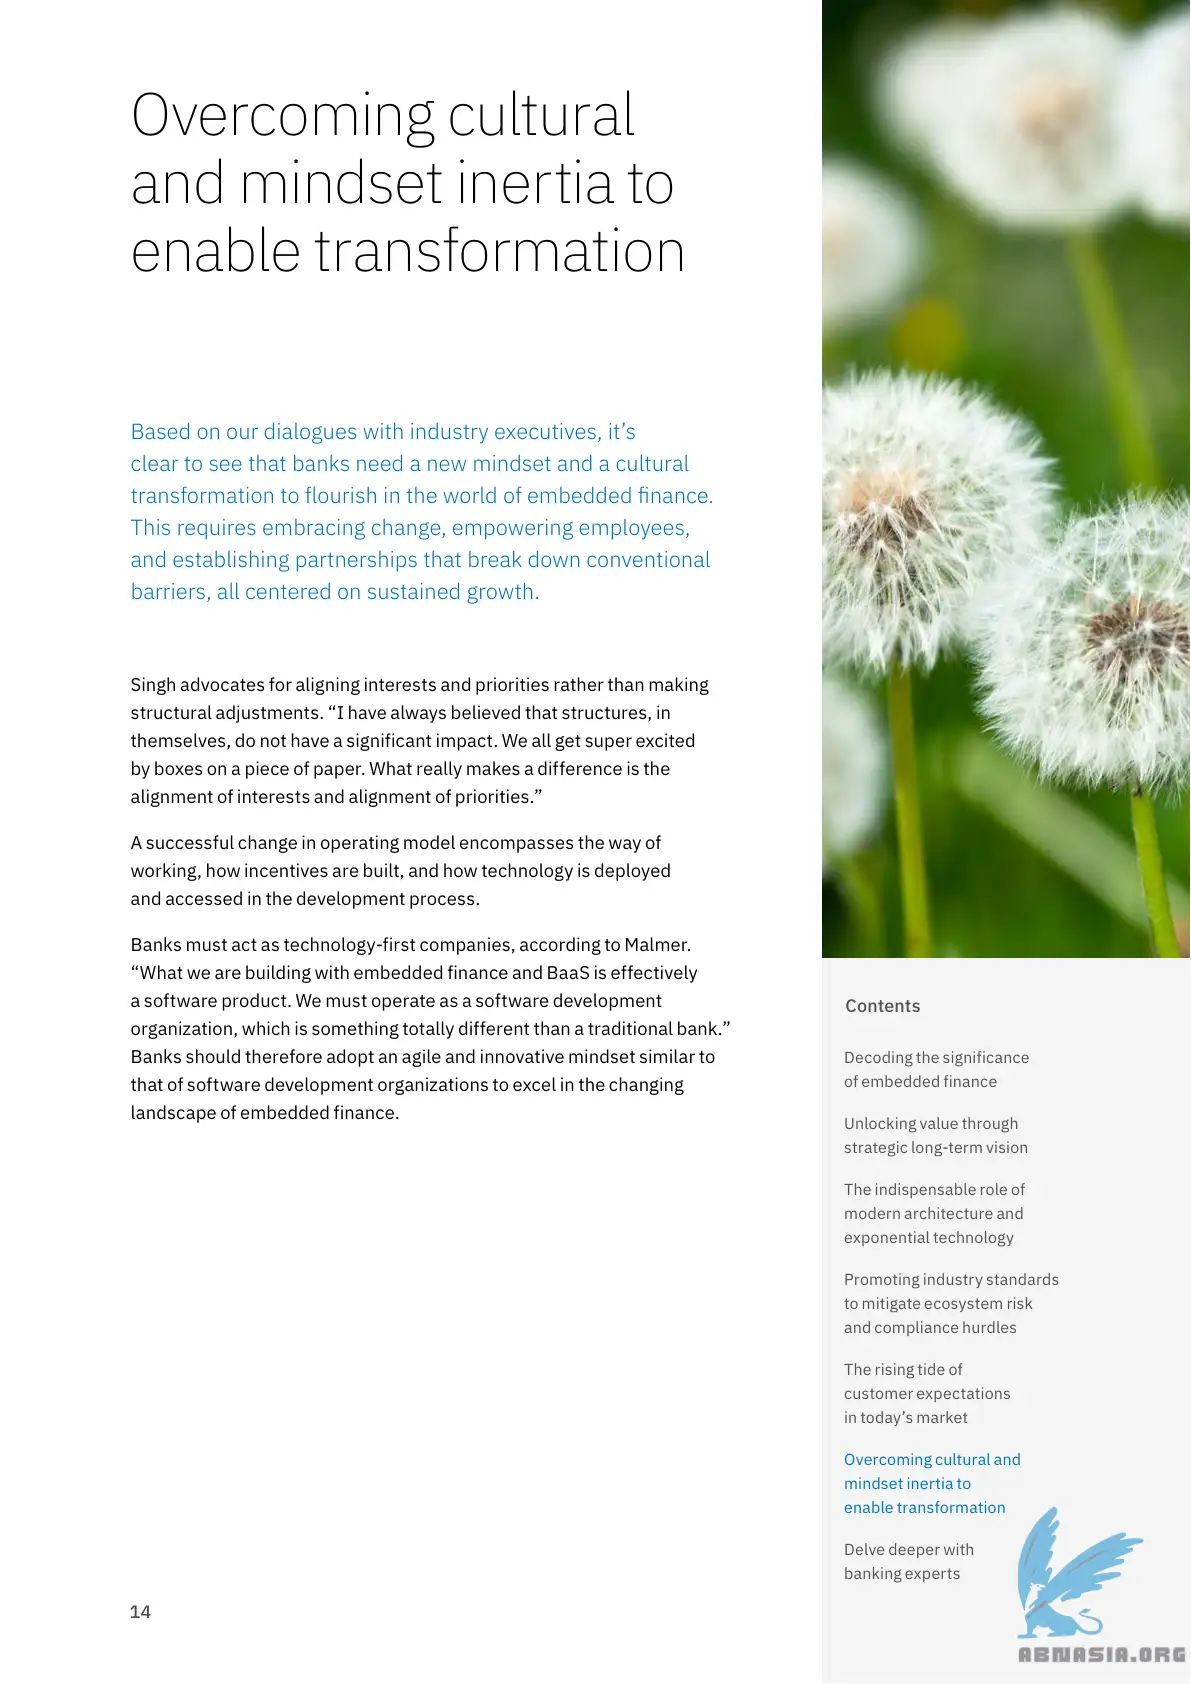 Overcoming cultural
and mindset inertia to
enable transformation
Based on our dialogues with industry executives, it’s
clear to see that banks need a new mindset and a cultural
transformation to flourish in the world of embedded finance.
This requires embracing change, empowering employees,
and establishing partnerships that break down conventional
barriers, all centered on sustained growth.
Singh advocates for aligning interests and priorities rather than making
structural adjustments. “I have always believed that structures, in
themselves, do not have a significant impact. We all get super excited
by boxes on a piece of paper. What really makes a difference is the
alignment of interests and alignment of priorities.”
A successful change in operating model encompasses the way of
working, how incentives are built, and how technology is deployed
and accessed in the development process.
Banks must act as technology-first companies, according to Malmer.
“What we are building with embedded finance and BaaS is effectively
a software product. We must operate as a software development
organization, which is something totally different than a traditional bank.”
Banks should therefore adopt an agile and innovative mindset similar to
that of software development organizations to excel in the changing
landscape of embedded finance.
Contents
Decoding the significance
of embedded finance
Unlocking value through
strategic long-term vision
The indispensable role of
modern architecture and
exponential technology
Promoting industry standards
to mitigate ecosystem risk
and compliance hurdles
The rising tide of
customer expectations
in today’s market
Overcoming cultural and
mindset inertia to
enable transformation
Delve deeper with
banking experts
14
ABNASIA.ORG